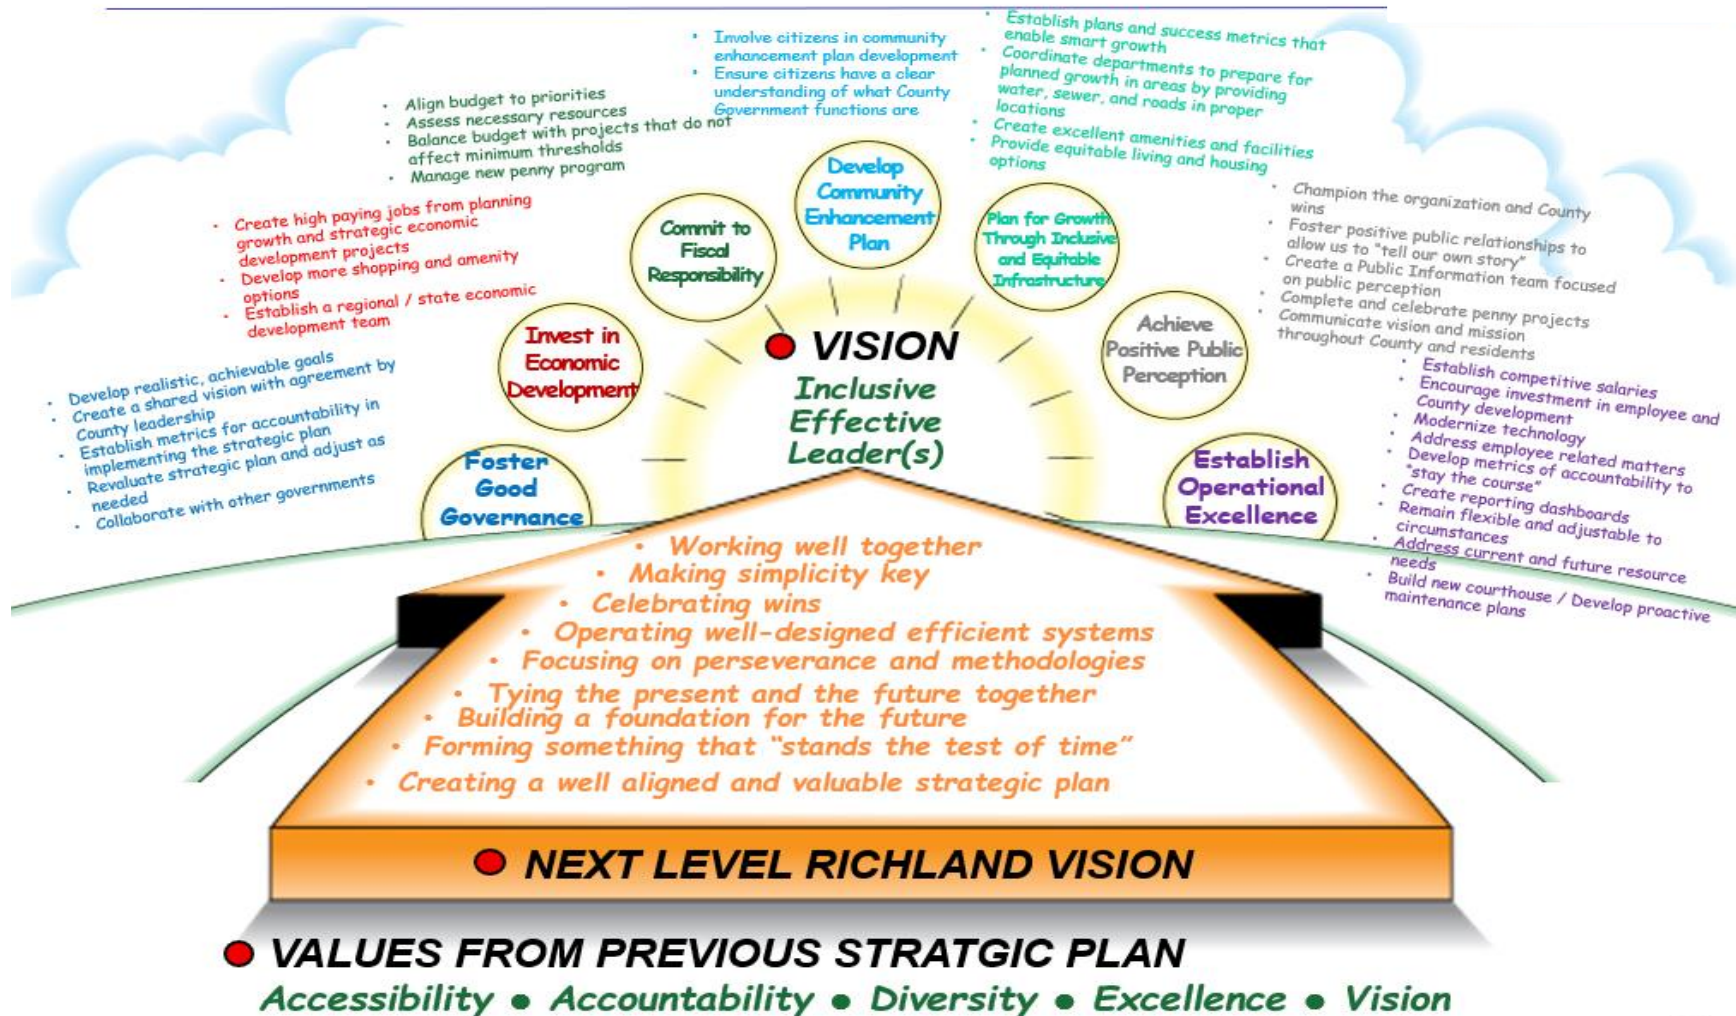 • Involve citizens in community
enhancement plan development
• Ensure citizens have a clear
understanding of what County
Government functions are
• Establish plans and success metrics that
enable smart growth
• Coordinate departments to prepare for
planned growth in areas by providing
water, sewer, and roads in proper
locations
• Create excellent amenities and facilities
• Provide equitable living and housing
options
• Align budget to priorities
• Assess necessary resources
• Balance budget with projects that do not
affect minimum thresholds
• Manage new penny program
• Create high paying jobs from planning
growth and strategic economic
development projects
• Develop more shopping and amenity
options
• Establish a regional / state economic
development team
• Champion the organization and County
wins
• Foster positive public relationships to
allow us to "tell our own story"
• Create a Public Information team focused
on public perception
• Complete and celebrate penny projects
• Communicate vision and mission
throughout County and residents
• Develop realistic, achievable goals
• Create a shared vision with agreement by
County leadership
• Establish metrics for accountability in
implementing the strategic plan
• Revaluate strategic plan and adjust as
needed
• Collaborate with other governments
• Establish competitive salaries
• Encourage investment in employee and
County development
• Modernize technology
• Address employee related matters
• Develop metrics of accountability to
"stay the course"
• Create reporting dashboards
• Remain flexible and adjustable to
circumstances
• Address current and future resource
needs
• Build new courthouse / Develop proactive
maintenance plans
Foster
Good
Governance
Invest in
Economic
Development
Commit to
Fiscal
Responsibility
Develop
Community
Enhancement
Plan
Plan for Growth
Through Inclusive
and Equitable
Infrastructure
Achieve
Positive Public
Perception
Establish
Operational
Excellence
VISION
Inclusive
Effective
Leader(s)
• Working well together
• Making simplicity key
• Celebrating wins
• Operating well-designed efficient systems
• Focusing on perseverance and methodologies
• Tying the present and the future together
• Building a foundation for the future
• Forming something that "stands the test of time"
• Creating a well aligned and valuable strategic plan
NEXT LEVEL RICHLAND VISION
VALUES FROM PREVIOUS STRATGIC PLAN
Accessibility • Accountability • Diversity • Excellence • Vision